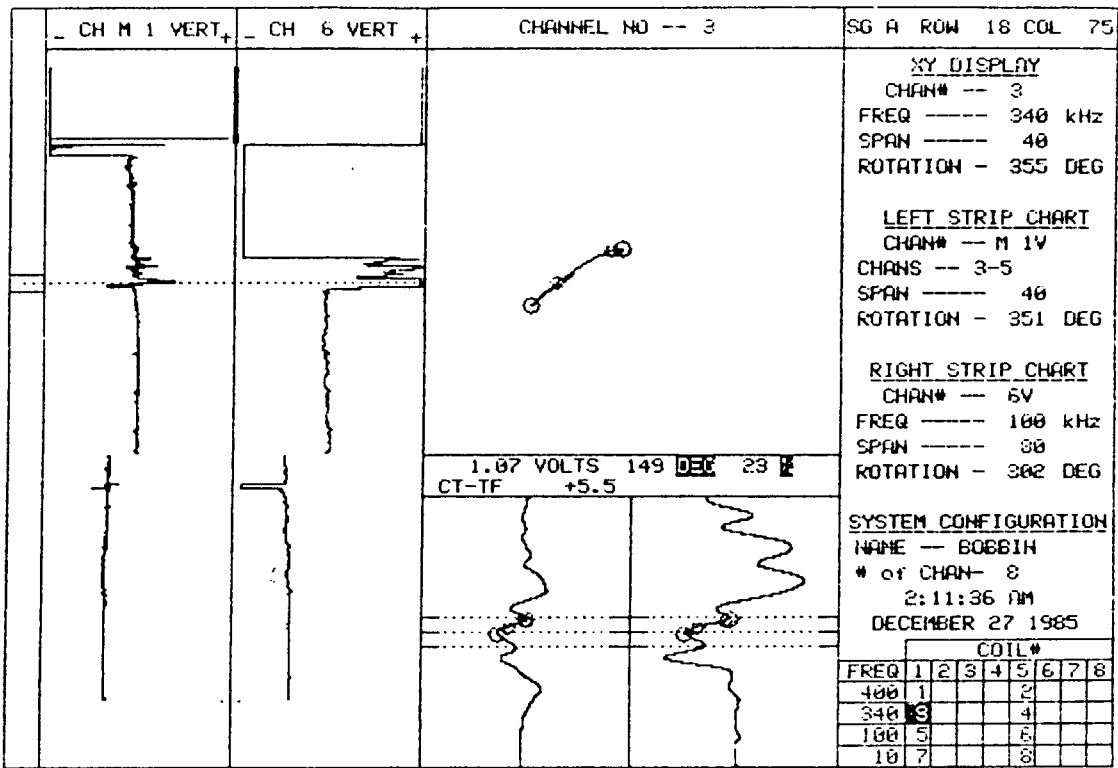 _ CH M 1 VERT + _ CH 6 VERT + CHANNEL NO -- 3 SG A ROW 18 COL 75
XY DISPLAY
CHAN# -- 3
FREQ ----- 340 kHz
SPAN ----- 40
ROTATION - 355 DEG
LEFT STRIP CHART
CHAN# -- M 1V
CHANS -- 3-5
SPAN ----- 40
ROTATION - 351 DEG
RIGHT STRIP CHART
CHAN# -- 6V
FREQ ----- 100 kHz
SPAN -----
ROTATION - 302 DEG
1.07 VOLTS 149 DEG 23
CT-TF +5.5
SYSTEM CONFIGURATION
NAME -- BOBBIN
# of CHAN- 8
2:11:36 AM
DECEMBER 27 1985
COIL#
FREQ 1 2 3 4 5 6 7 8
400 1 2
340 3 4
100 5 6
10 7 8